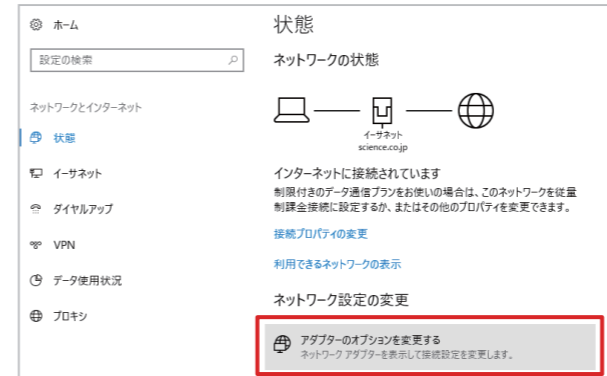 ホーム
設定の検索
ネットワークとインターネット
状態
イーサネット
ダイヤルアップ
VPN
データ使用状況
プロキシ
状態
ネットワークの状態
イーサネット
science.co.jp
インターネットに接続されています
制限付きのデータ通信プランをお使いの場合は、このネットワークを従量
制課金接続に設定するか、またはその他のプロパティを変更できます。
接続プロパティの変更
利用できるネットワークの表示
ネットワーク設定の変更
アダプターのオプションを変更する
ネットワーク アダプターを表示して接続設定を変更します。